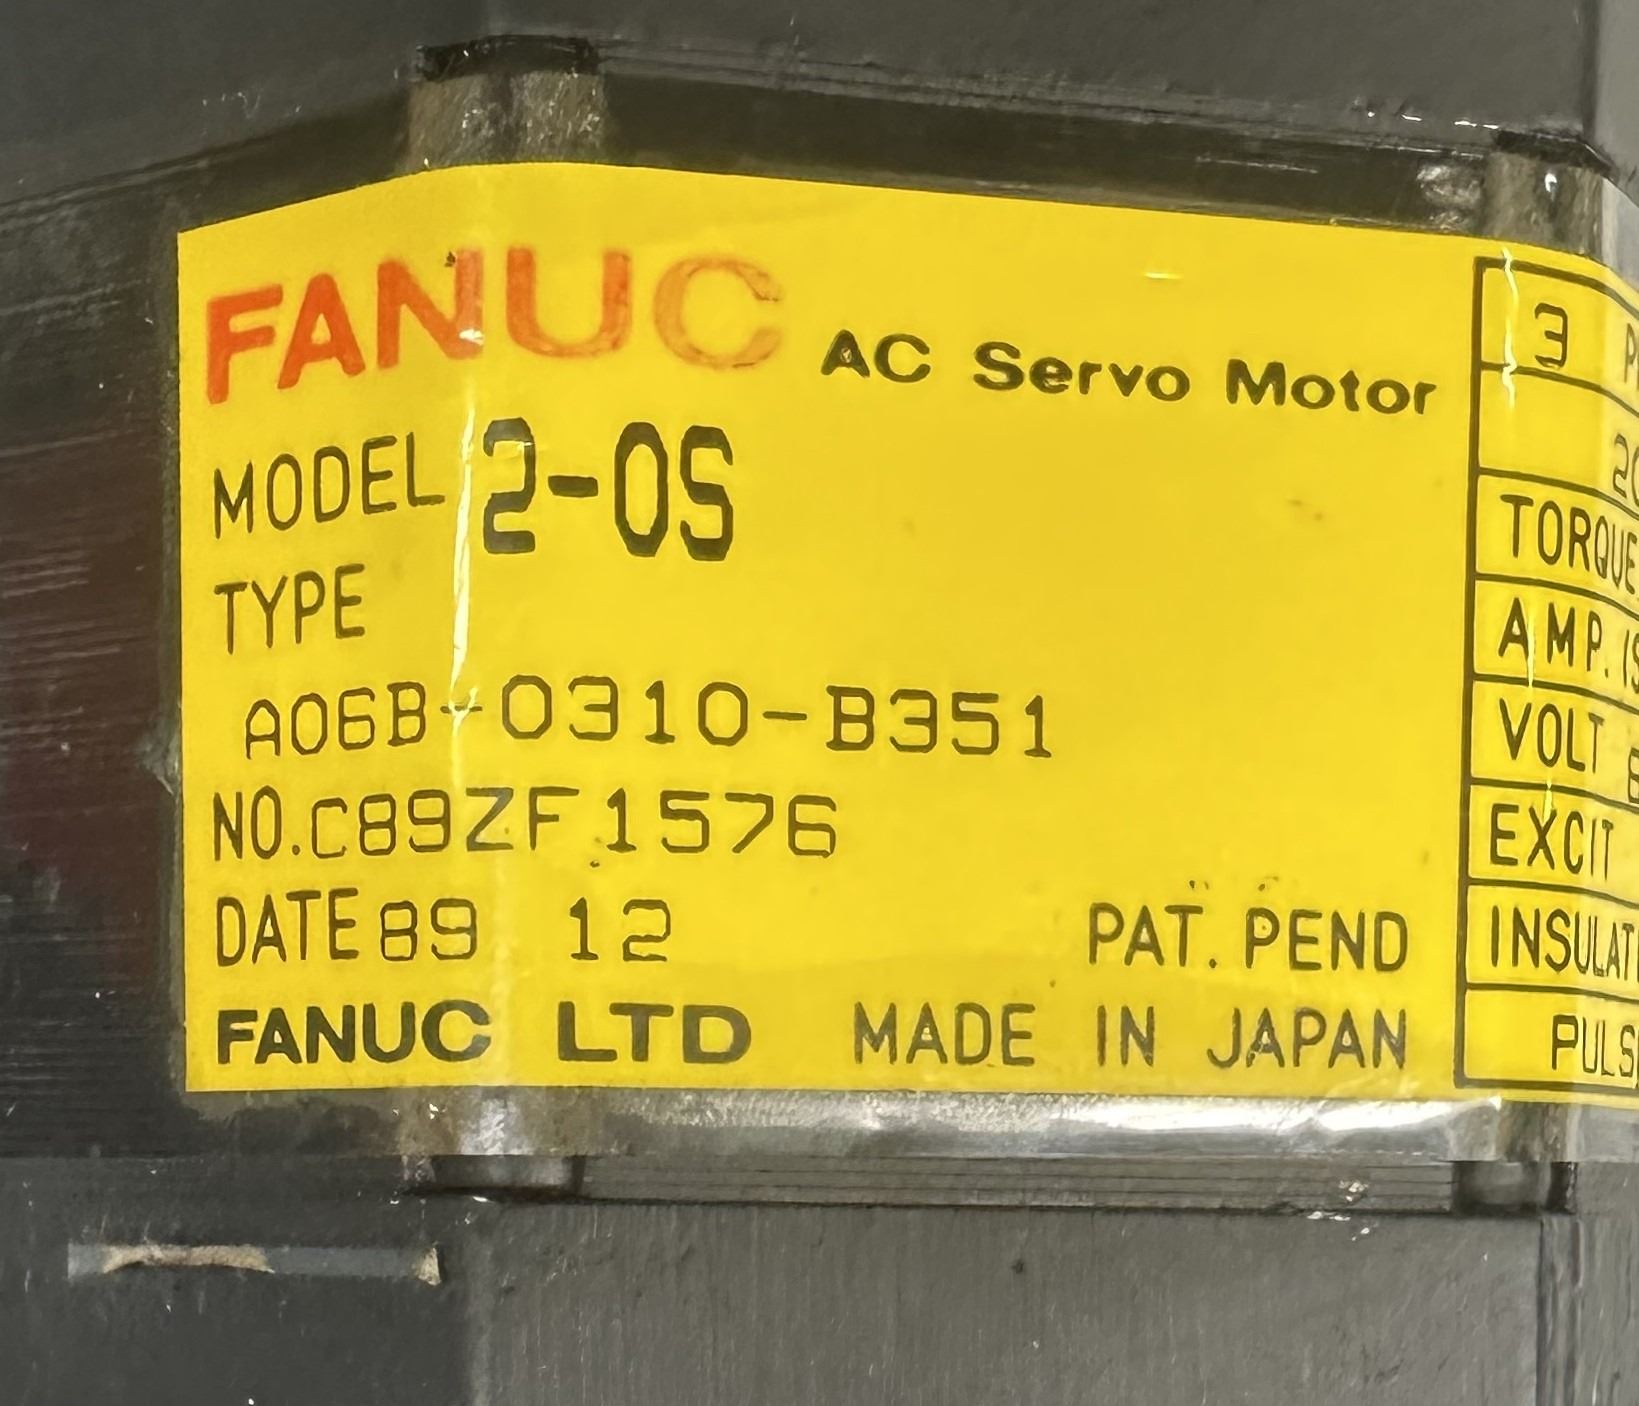 FANUC AC Servo Motor
MODEL 2-0S
TYPE
A06B-0310-B351
NO. C89ZF1576
DATE 89 12 PAT. PEND
FANUC LTD MADE IN JAPAN
3
TORQUE
AMP.
VOLT
EXCIT